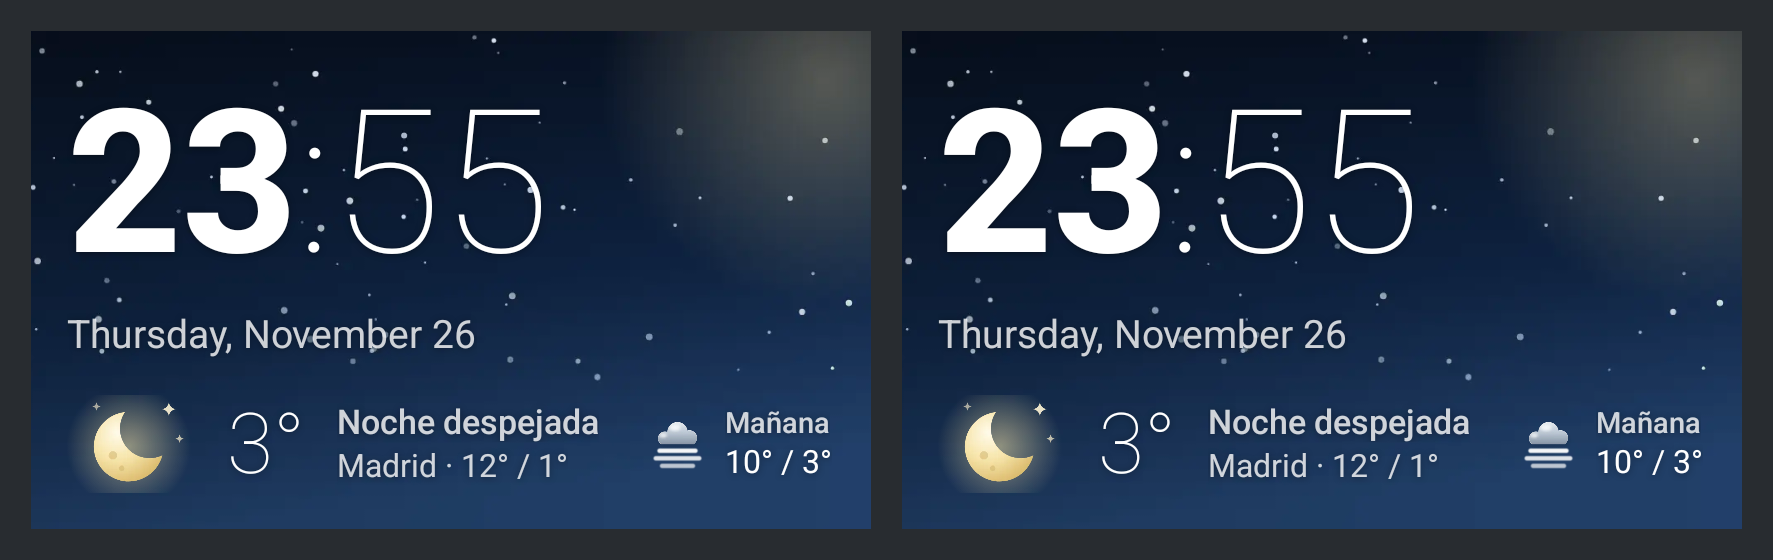 23:55
Thursday, November 26
3°
Noche despejada
Madrid · 12° / 1°
Mañana
10° / 3°
23:55
Thursday, November 26
3°
Noche despejada
Madrid · 12° / 1°
Mañana
10° / 3°